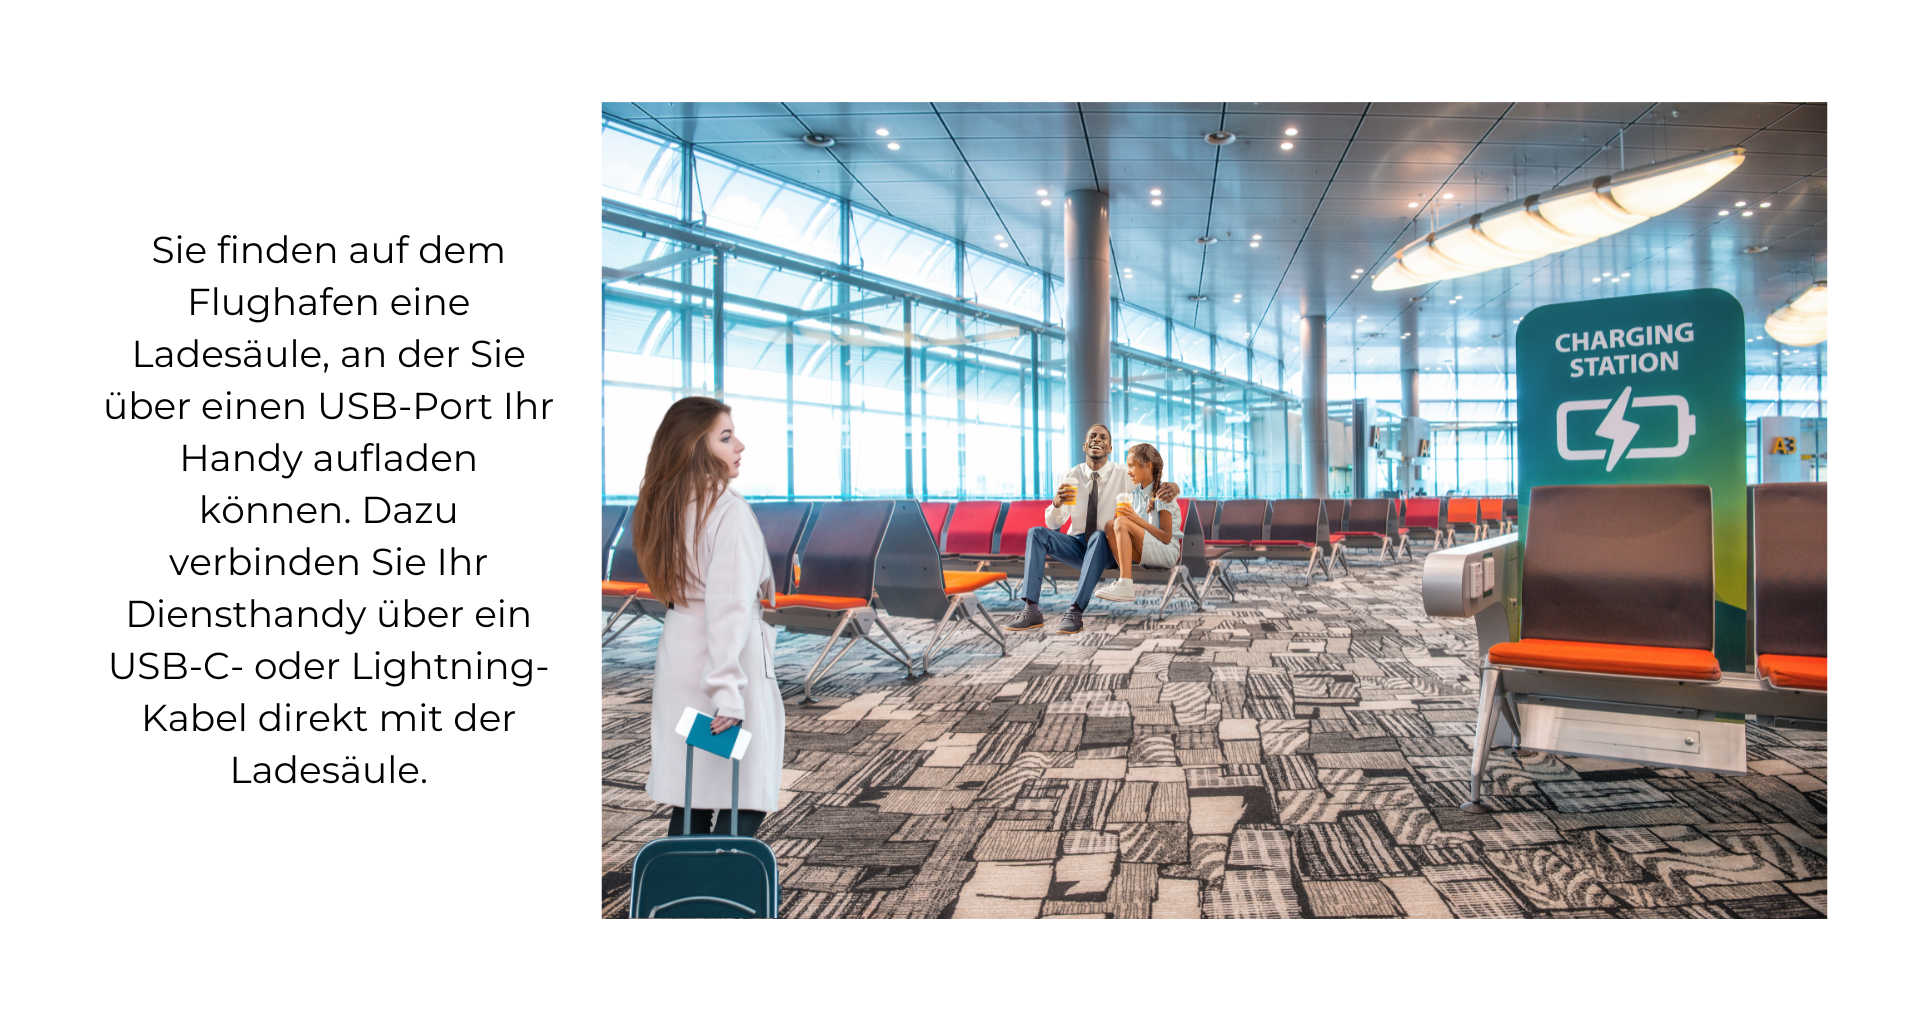 Sie finden auf dem
Flughafen eine
Ladesäule, an der Sie
über einen USB-Port Ihr
Handy aufladen
können. Dazu
verbinden Sie Ihr
Diensthandy über ein
USB-C- oder Lightning-
Kabel direkt mit der
Ladesäule.
CHARGING
STATION
A3